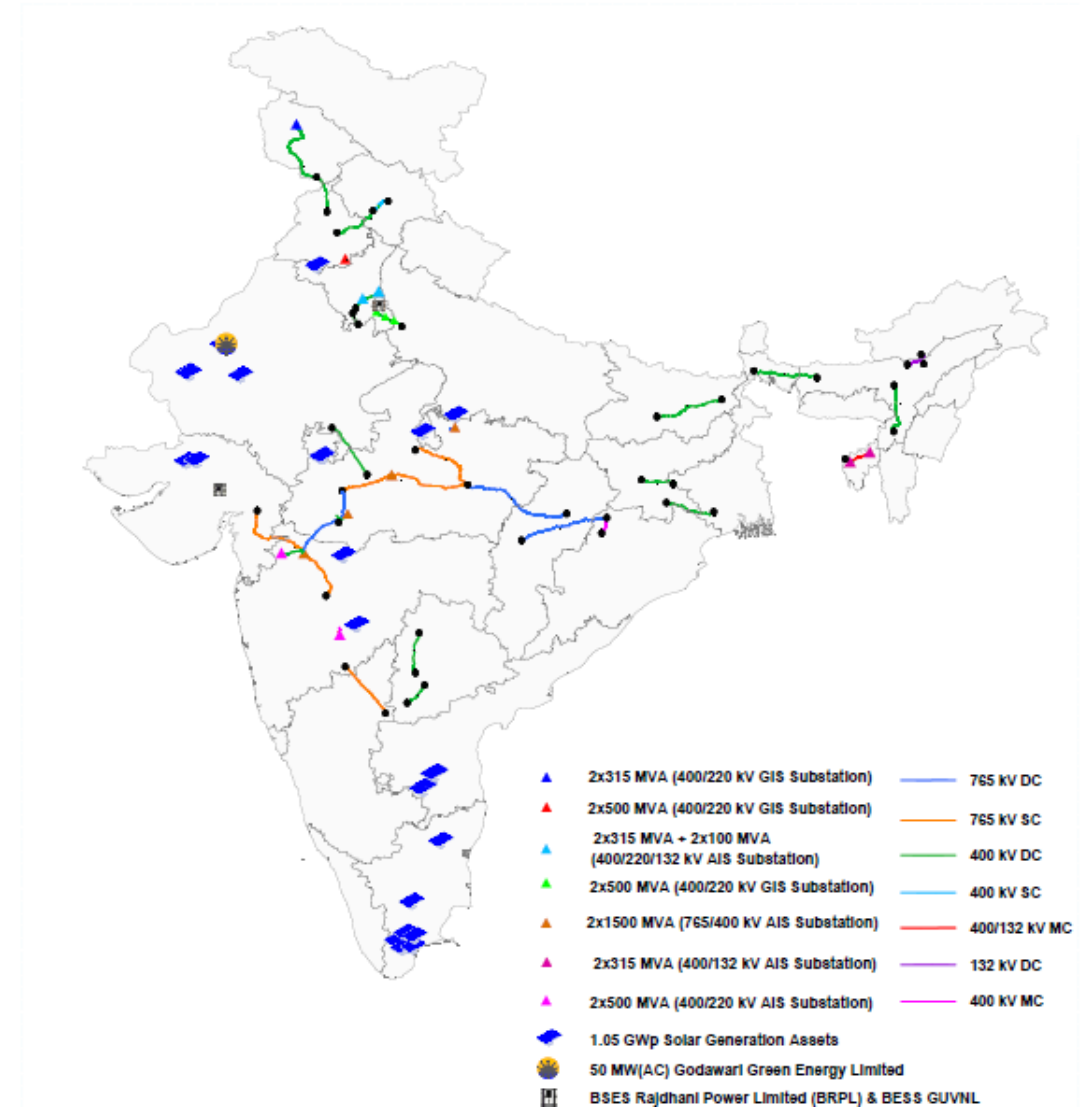 2x315 MVA (400/220 kV GIS Substation)
2x500 MVA (400/220 kV GIS Substation)
2x315 MVA + 2x100 MVA
(400/220/132 kV AIS Substation)
2x500 MVA (400/220 kV GIS Substation)
2x1500 MVA (765/400 kV AIS Substation)
2x315 MVA (400/132 kV AIS Substation)
2x500 MVA (400/220 kV AIS Substation)
1.05 GWp Solar Generation Assets
50 MW(AC) Godawari Green Energy Limited
BSES Rajdhani Power Limited (BRPL) & BESS GUVNL
765 kV DC
765 kV SC
400 kV DC
400 kV SC
400/132 kV MC
132 kV DC
400 kV MC